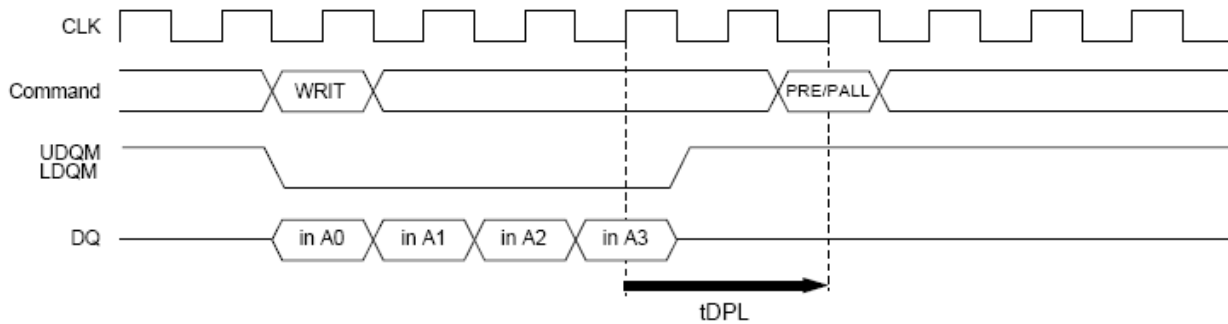 CLK
Command WRIT PRE/PALL
UDQM
LDQM
DQ in A0 in A1 in A2 in A3
tDPL